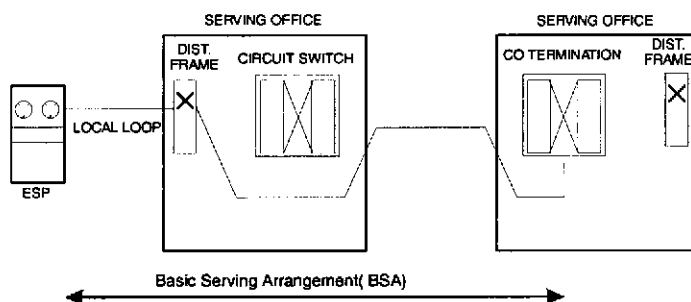 SERVING OFFICE
SERVING OFFICE
DIST.
FRAME
CIRCUIT SWITCH
CO TERMINATION
DIST.
FRAME
LOCAL LOOP
ESP
Basic Serving Arrangement( BSA)